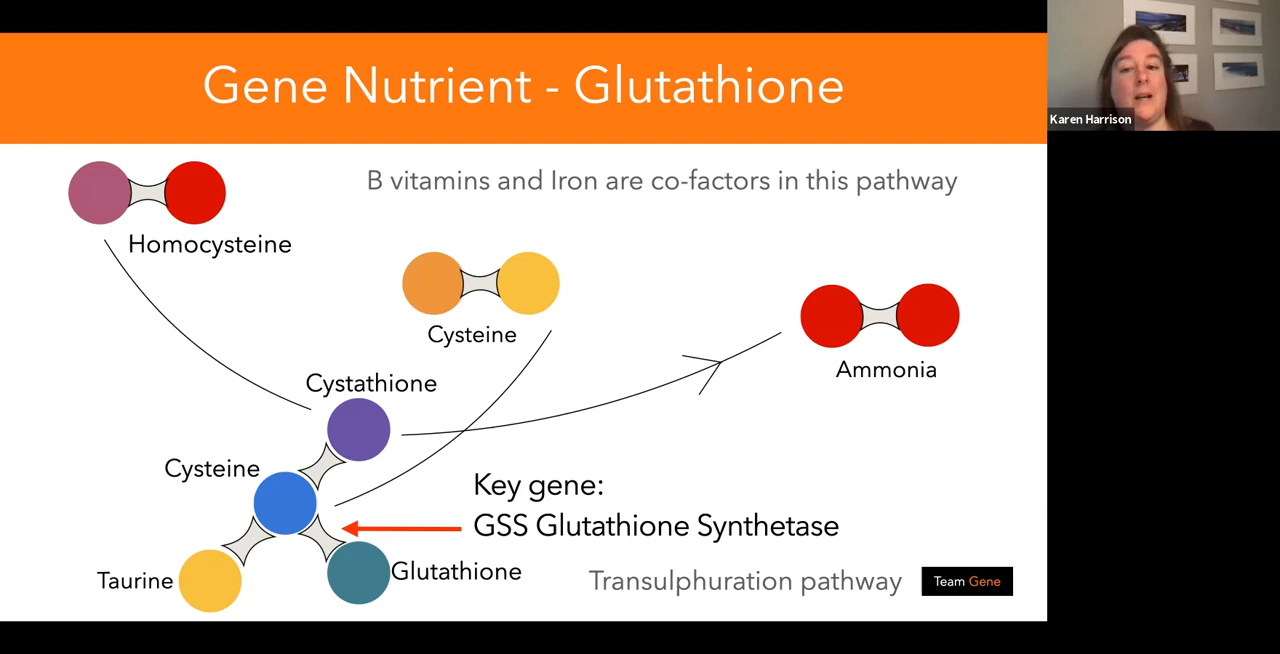 Gene Nutrient - Glutathione
Karen Harrison
B vitamins and Iron are co-factors in this pathway
Homocysteine
Cysteine
Ammonia
Cystathione
Cysteine
Key gene:
GSS Glutathione Synthetase
Taurine
Glutathione
Transulphuration pathway
Team Gene